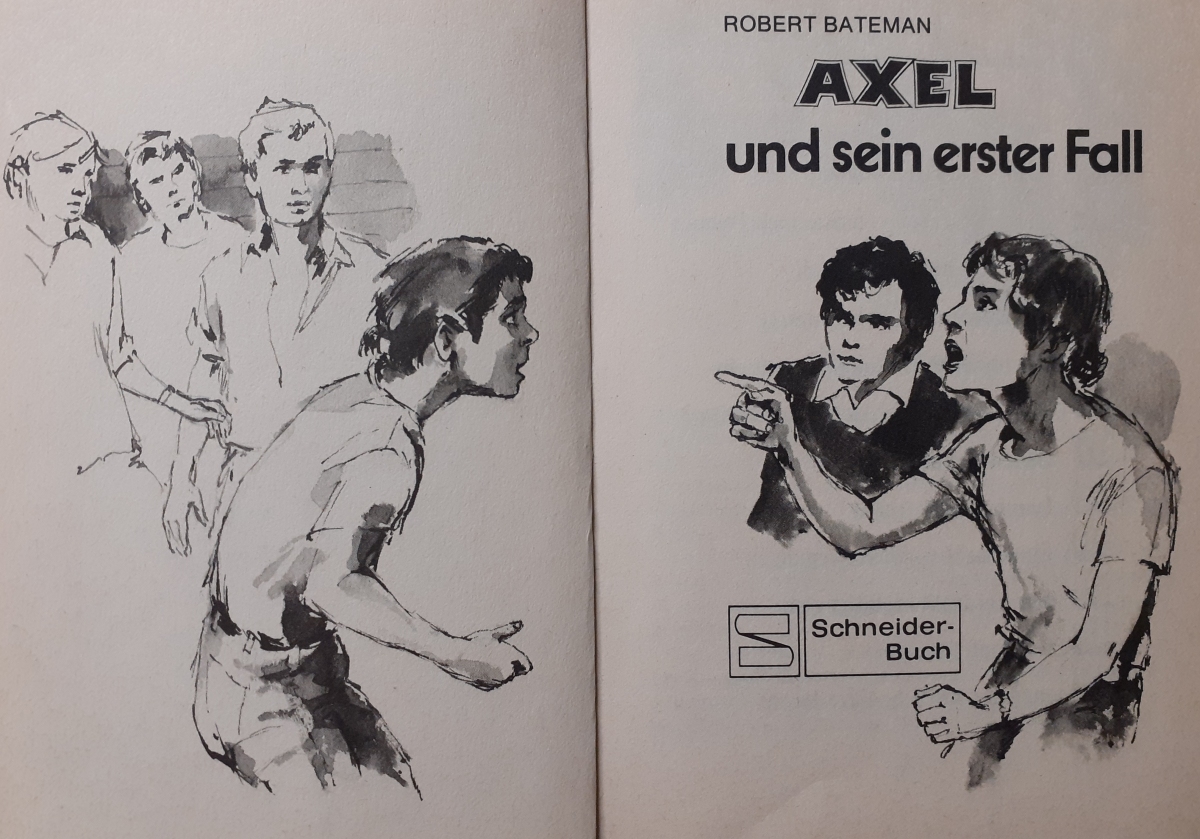 ROBERT BATEMAN
AXEL
und sein erster Fall
Schneider-
Buch